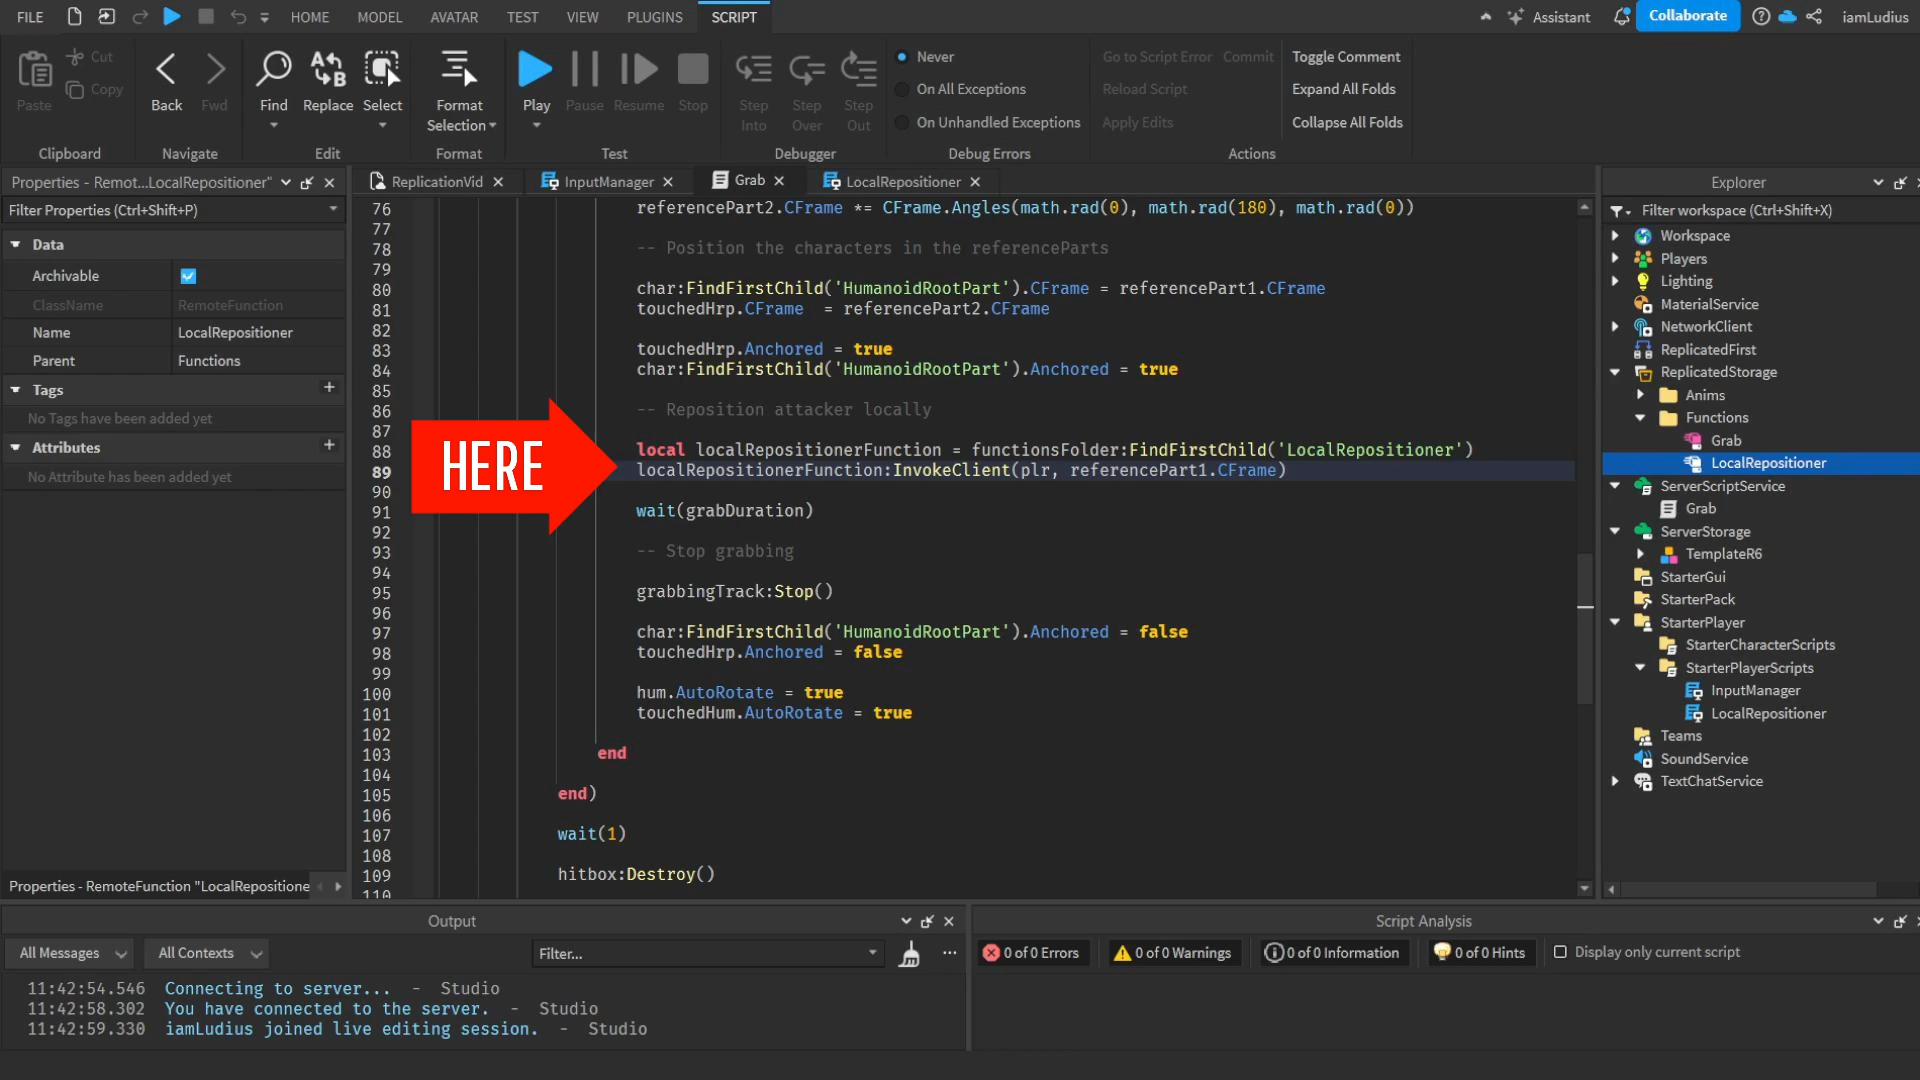 FILE HOME MODEL AVATAR TEST VIEW PLUGINS SCRIPT Assistant Collaborate iamLudius
Paste Cut Copy
Back Fwd
Find Replace Select
Format Selection
Play Pause Resume Stop
Step Into Step Over Step Out
Never
On All Exceptions
On Unhandled Exceptions
Go to Script Error Commit
Reload Script
Apply Edits
Toggle Comment
Expand All Folds
Collapse All Folds
Clipboard Navigate Edit Format Test Debugger Debug Errors Actions
Properties - Remot...LocalRepositioner"
Filter Properties (Ctrl+Shift+P)
Data
Archivable
ClassName RemoteFunction
Name LocalRepositioner
Parent Functions
Tags
No Tags have been added yet
Attributes
No Attribute has been added yet
Properties - RemoteFunction "LocalRepositione
ReplicationVid InputManager Grab LocalRepositioner
76 referencePart2.CFrame *= CFrame.Angles(math.rad(0), math.rad(180), math.rad(0))
77
78 -- Position the characters in the referenceParts
79
80 char:FindFirstChild('HumanoidRootPart').CFrame = referencePart1.CFrame
81 touchedHrp.CFrame = referencePart2.CFrame
82
83 touchedHrp.Anchored = true
84 char:FindFirstChild('HumanoidRootPart').Anchored = true
85
86 -- Reposition attacker locally
87
88 local localRepositionerFunction = functionsFolder:FindFirstChild('LocalRepositioner')
89 localRepositionerFunction:InvokeClient(plr, referencePart1.CFrame)
HERE
90
91 wait(grabDuration)
92
93 -- Stop grabbing
94
95 grabbingTrack:Stop()
96
97 char:FindFirstChild('HumanoidRootPart').Anchored = false
98 touchedHrp.Anchored = false
99
100 hum.AutoRotate = true
101 touchedHum.AutoRotate = true
102
103 end
104
105 end)
106
107 wait(1)
108
109 hitbox:Destroy()
110
Explorer
Filter workspace (Ctrl+Shift+X)
Workspace
Players
Lighting
MaterialService
NetworkClient
ReplicatedFirst
ReplicatedStorage
Anims
Functions
Grab
LocalRepositioner
ServerScriptService
Grab
ServerStorage
TemplateR6
StarterGui
StarterPack
StarterPlayer
StarterCharacterScripts
StarterPlayerScripts
InputManager
LocalRepositioner
Teams
SoundService
TextChatService
Output
All Messages All Contexts Filter... ...
11:42:54.546 Connecting to server... - Studio
11:42:58.302 You have connected to the server. - Studio
11:42:59.330 iamLudius joined live editing session. - Studio
Script Analysis
0 of 0 Errors 0 of 0 Warnings 0 of 0 Information 0 of 0 Hints Display only current script